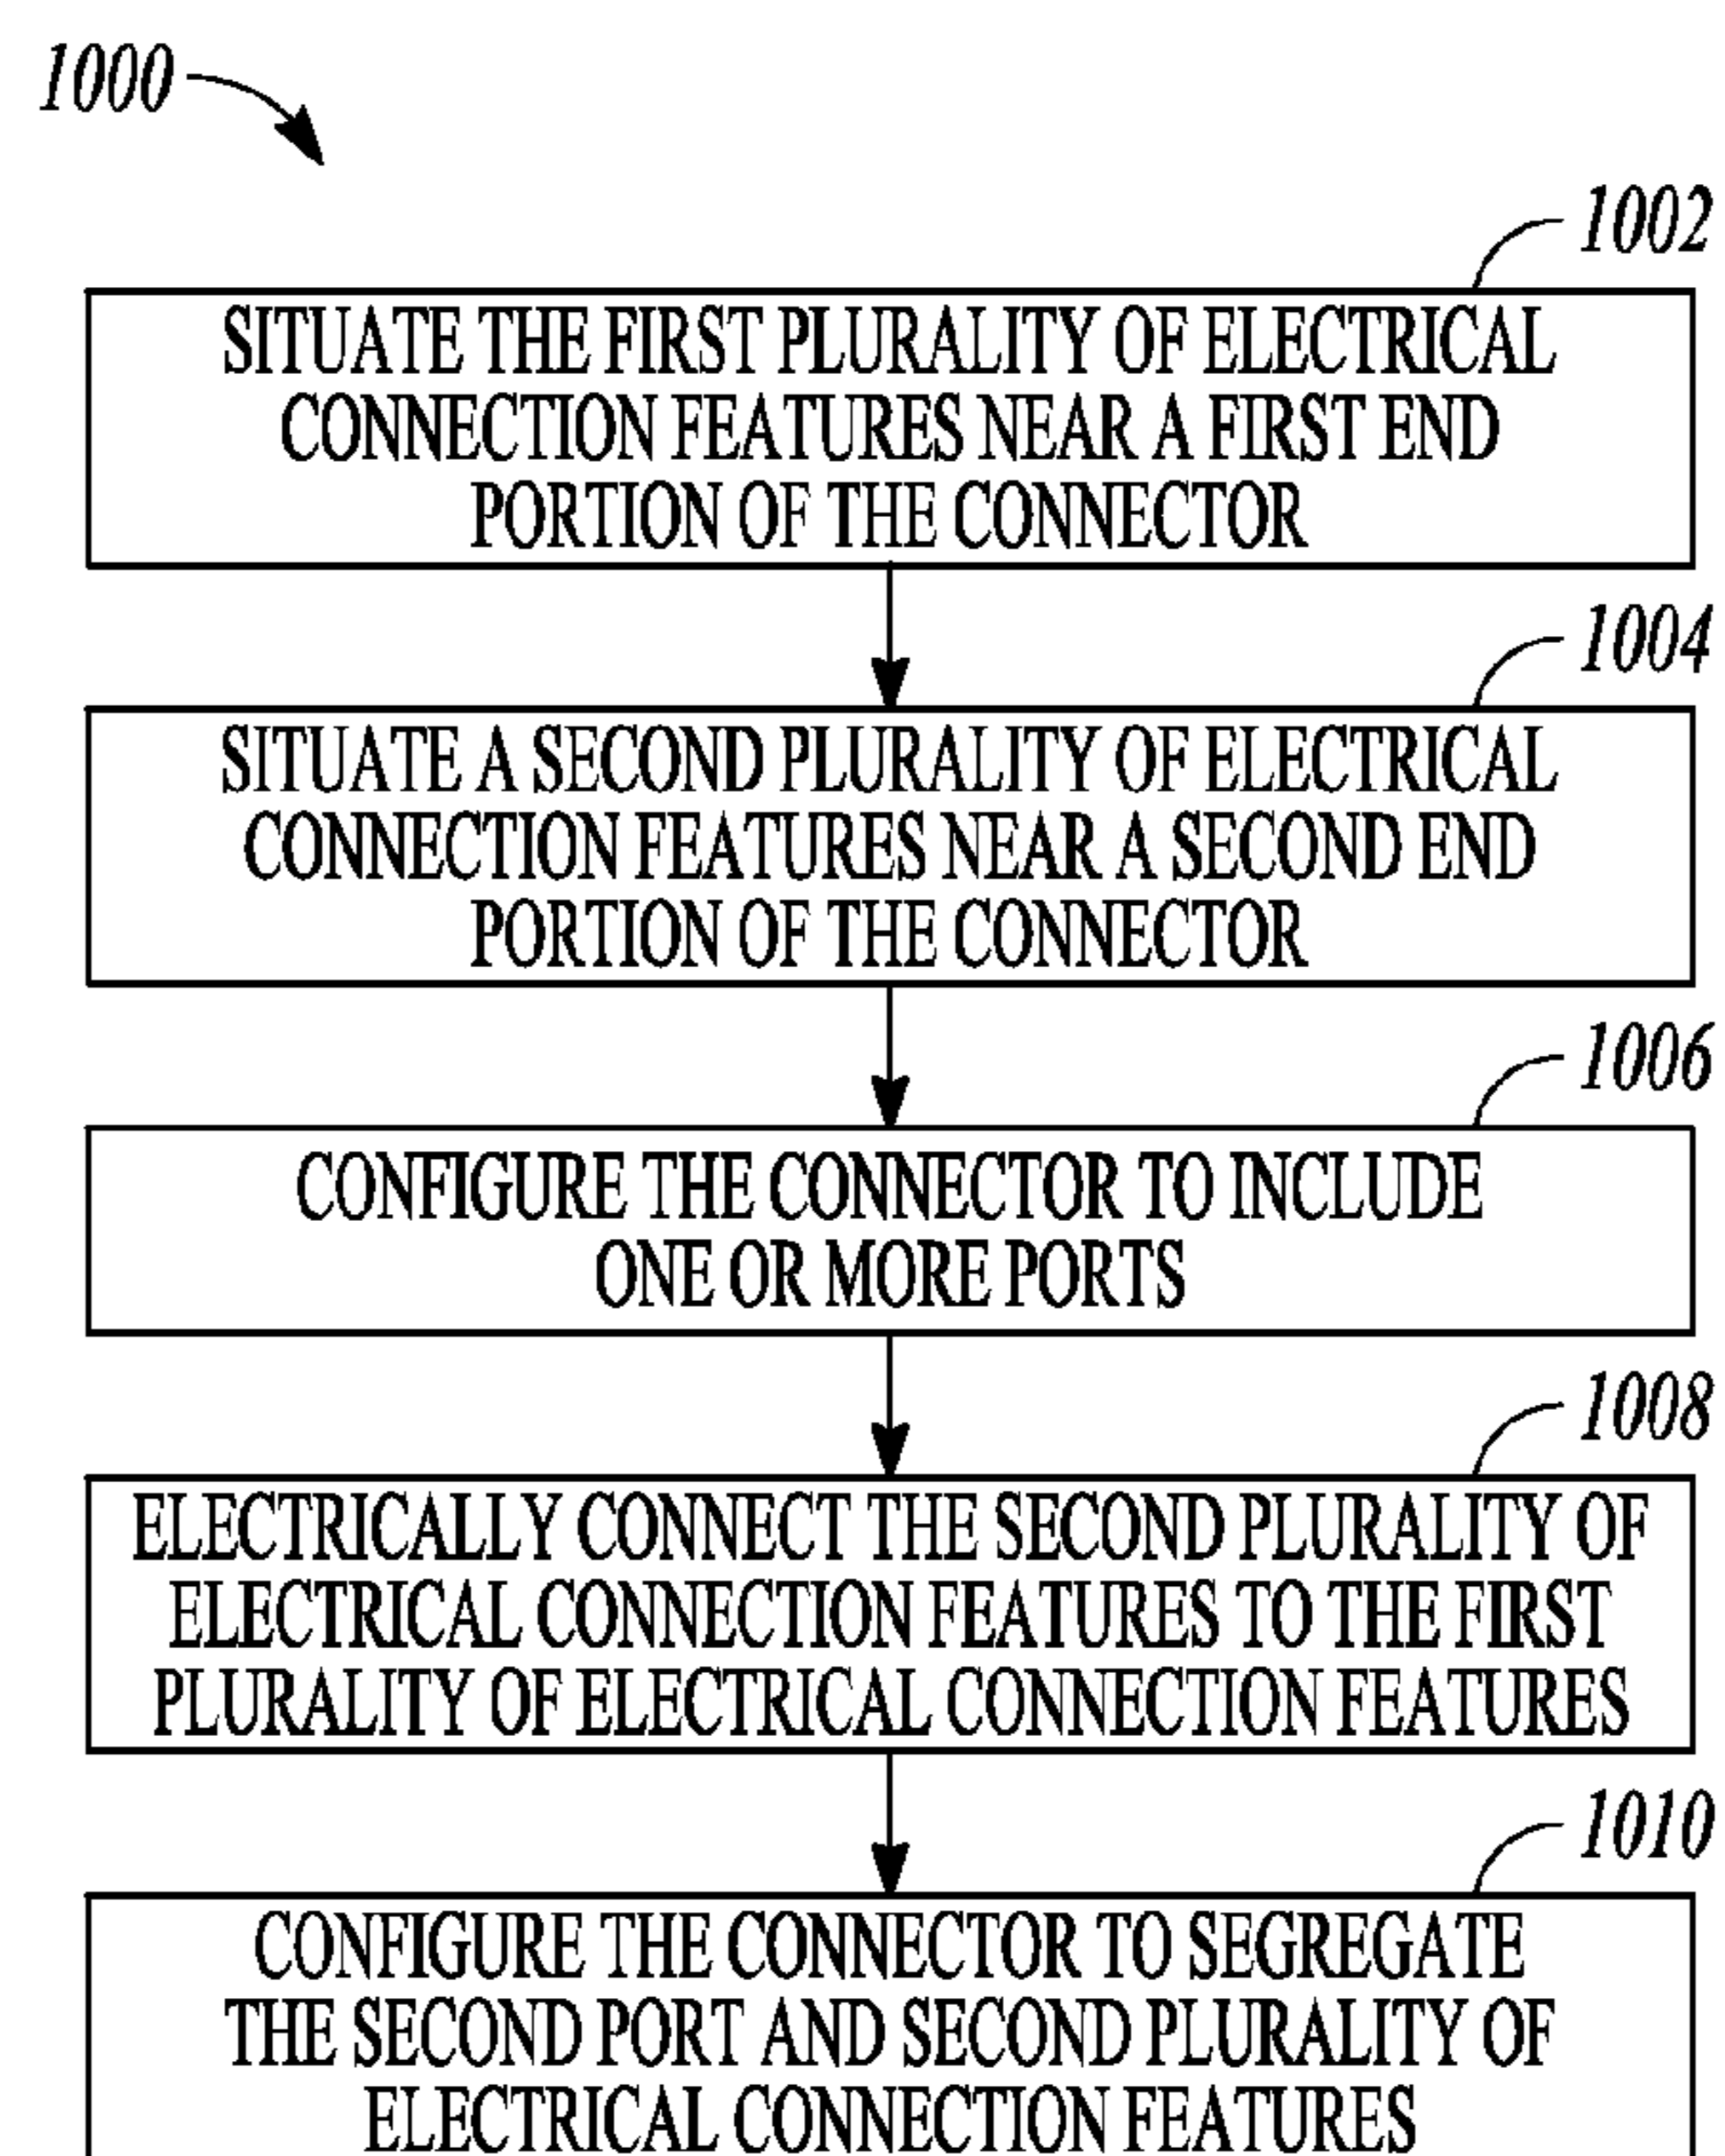 1000
1002
SITUATE THE FIRST PLURALITY OF ELECTRICAL
CONNECTION FEATURES NEAR A FIRST END
PORTION OF THE CONNECTOR
1004
SITUATE A SECOND PLURALITY OF ELECTRICAL
CONNECTION FEATURES NEAR A SECOND END
PORTION OF THE CONNECTOR
1006
CONFIGURE THE CONNECTOR TO INCLUDE
ONE OR MORE PORTS
1008
ELECTRICALLY CONNECT THE SECOND PLURALITY OF
ELECTRICAL CONNECTION FEATURES TO THE FIRST
PLURALITY OF ELECTRICAL CONNECTION FEATURES
1010
CONFIGURE THE CONNECTOR TO SEGREGATE
THE SECOND PORT AND SECOND PLURALITY OF
ELECTRICAL CONNECTION FEATURES